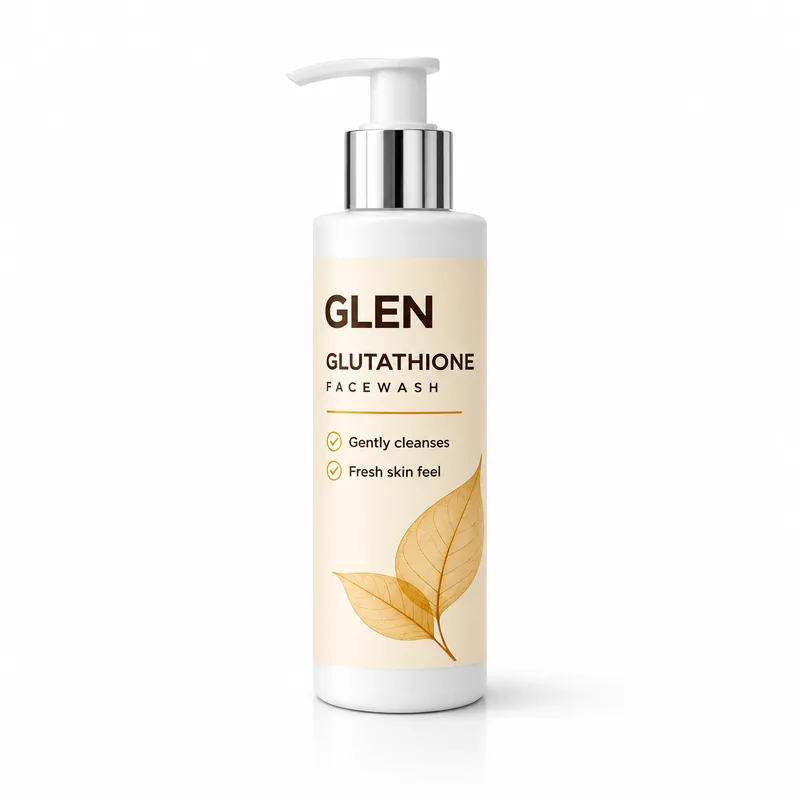 GLEN
GLUTATHIONE
FACEWASH
Gently cleanses
Fresh skin feel